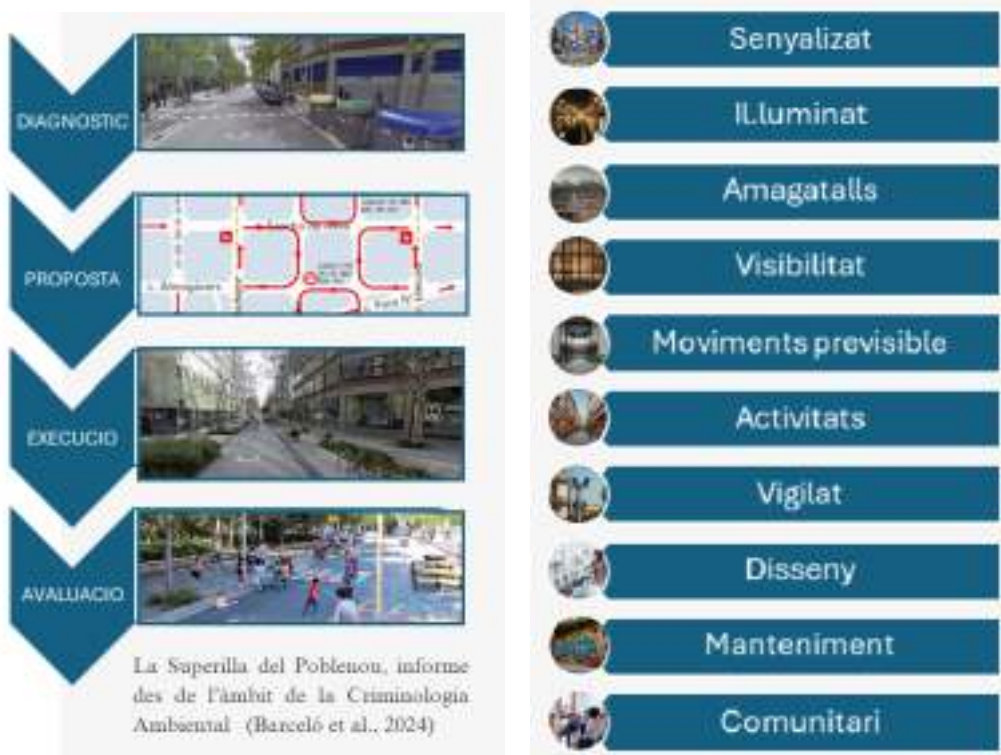 DIAGNOSTIC
PROPOSTA
EXECUCIO
AVALUACIO
La Superilla del Poblenou, informe
des de l'àmbit de la Criminologia
Ambiental (Barceló et al., 2024)
Senyalizat
IL.luminat
Amagatalls
Visibilitat
Moviments previsible
Activitats
Vigilat
Disseny
Manteniment
Comunitari